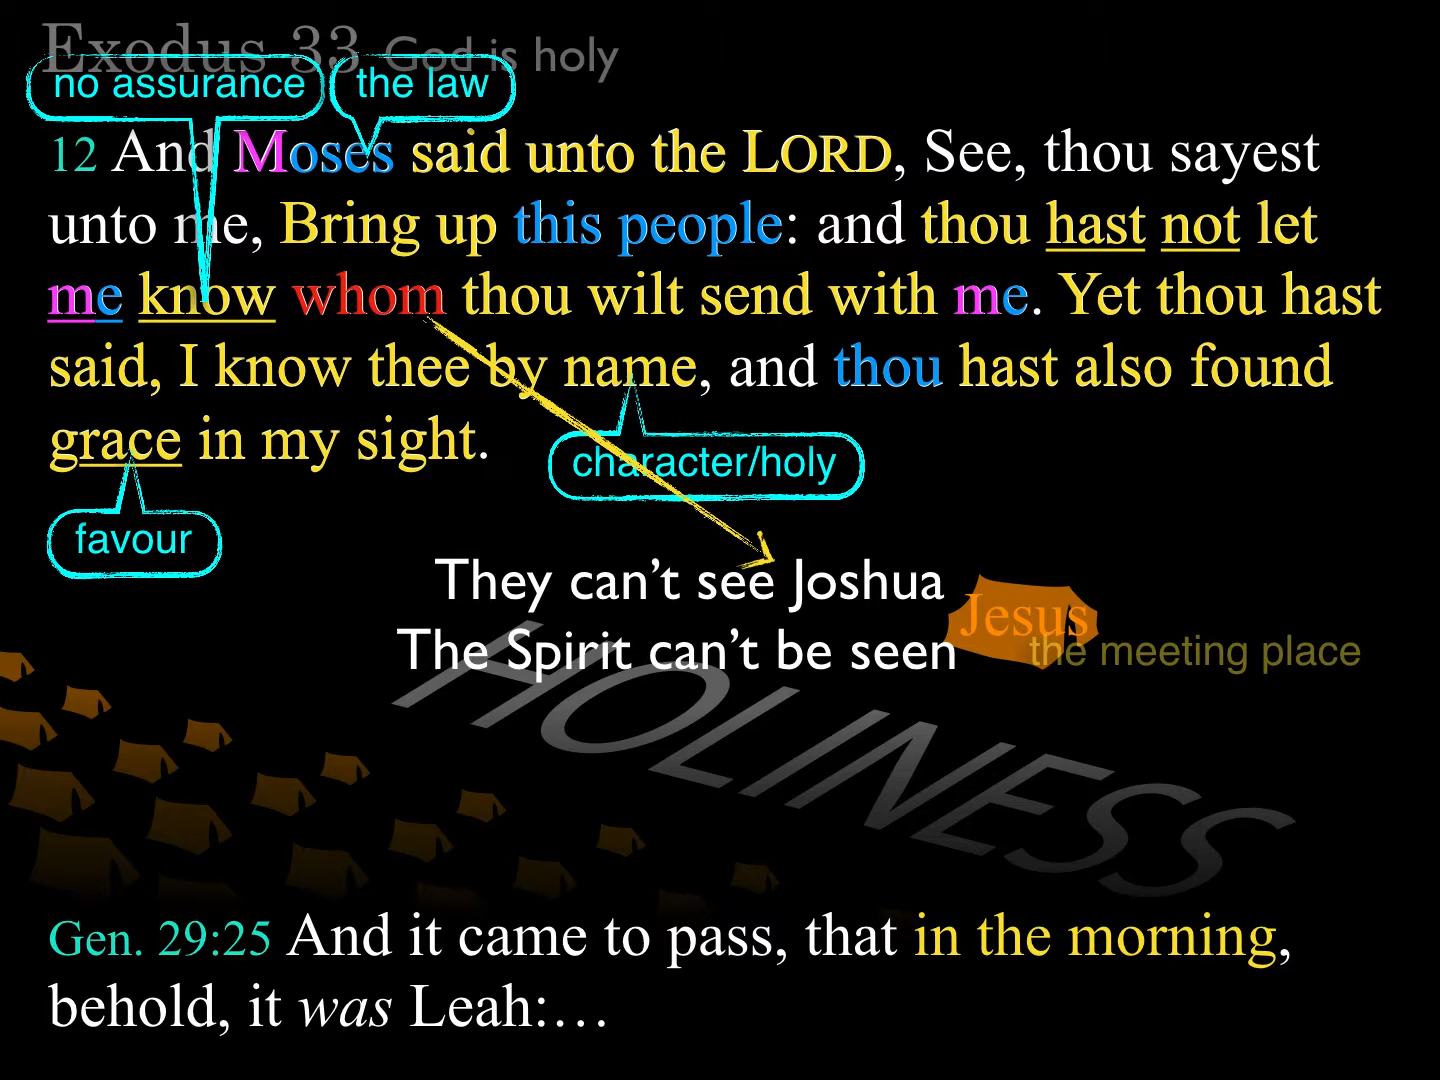 Exodus 33 God is holy
no assurance
the law
12 And Moses said unto the LORD, See, thou sayest
unto me, Bring up this people: and thou hast not let
me know whom thou wilt send with me. Yet thou hast
said, I know thee by name, and thou hast also found
grace in my sight.
character/holy
favour
They can’t see Joshua
The Spirit can’t be seen
Jesus
the meeting place
HOLINESS
Gen. 29:25 And it came to pass, that in the morning,
behold, it was Leah:…